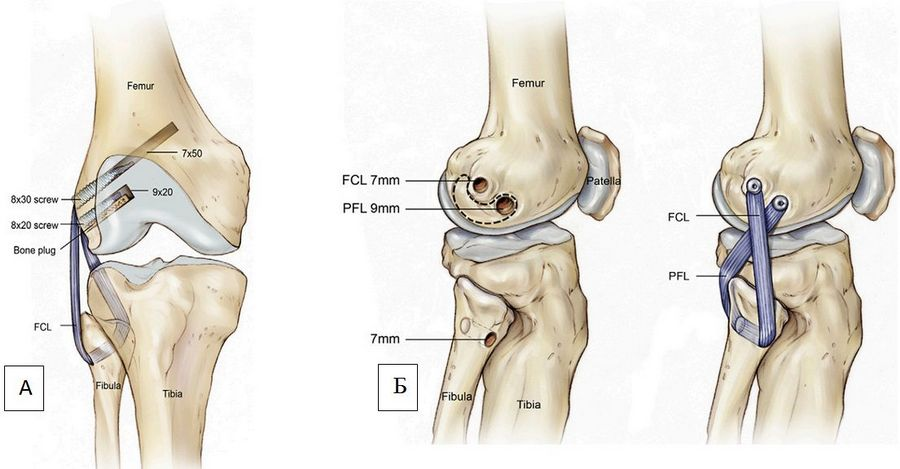 Femur
7x50
8x30 screw
9x20
8x20 screw
Bone plug
FCL
А
Fibula
Tibia
Femur
FCL 7mm
PFL 9mm
Patella
7mm
Б
Fibula
Tibia
FCL
PFL